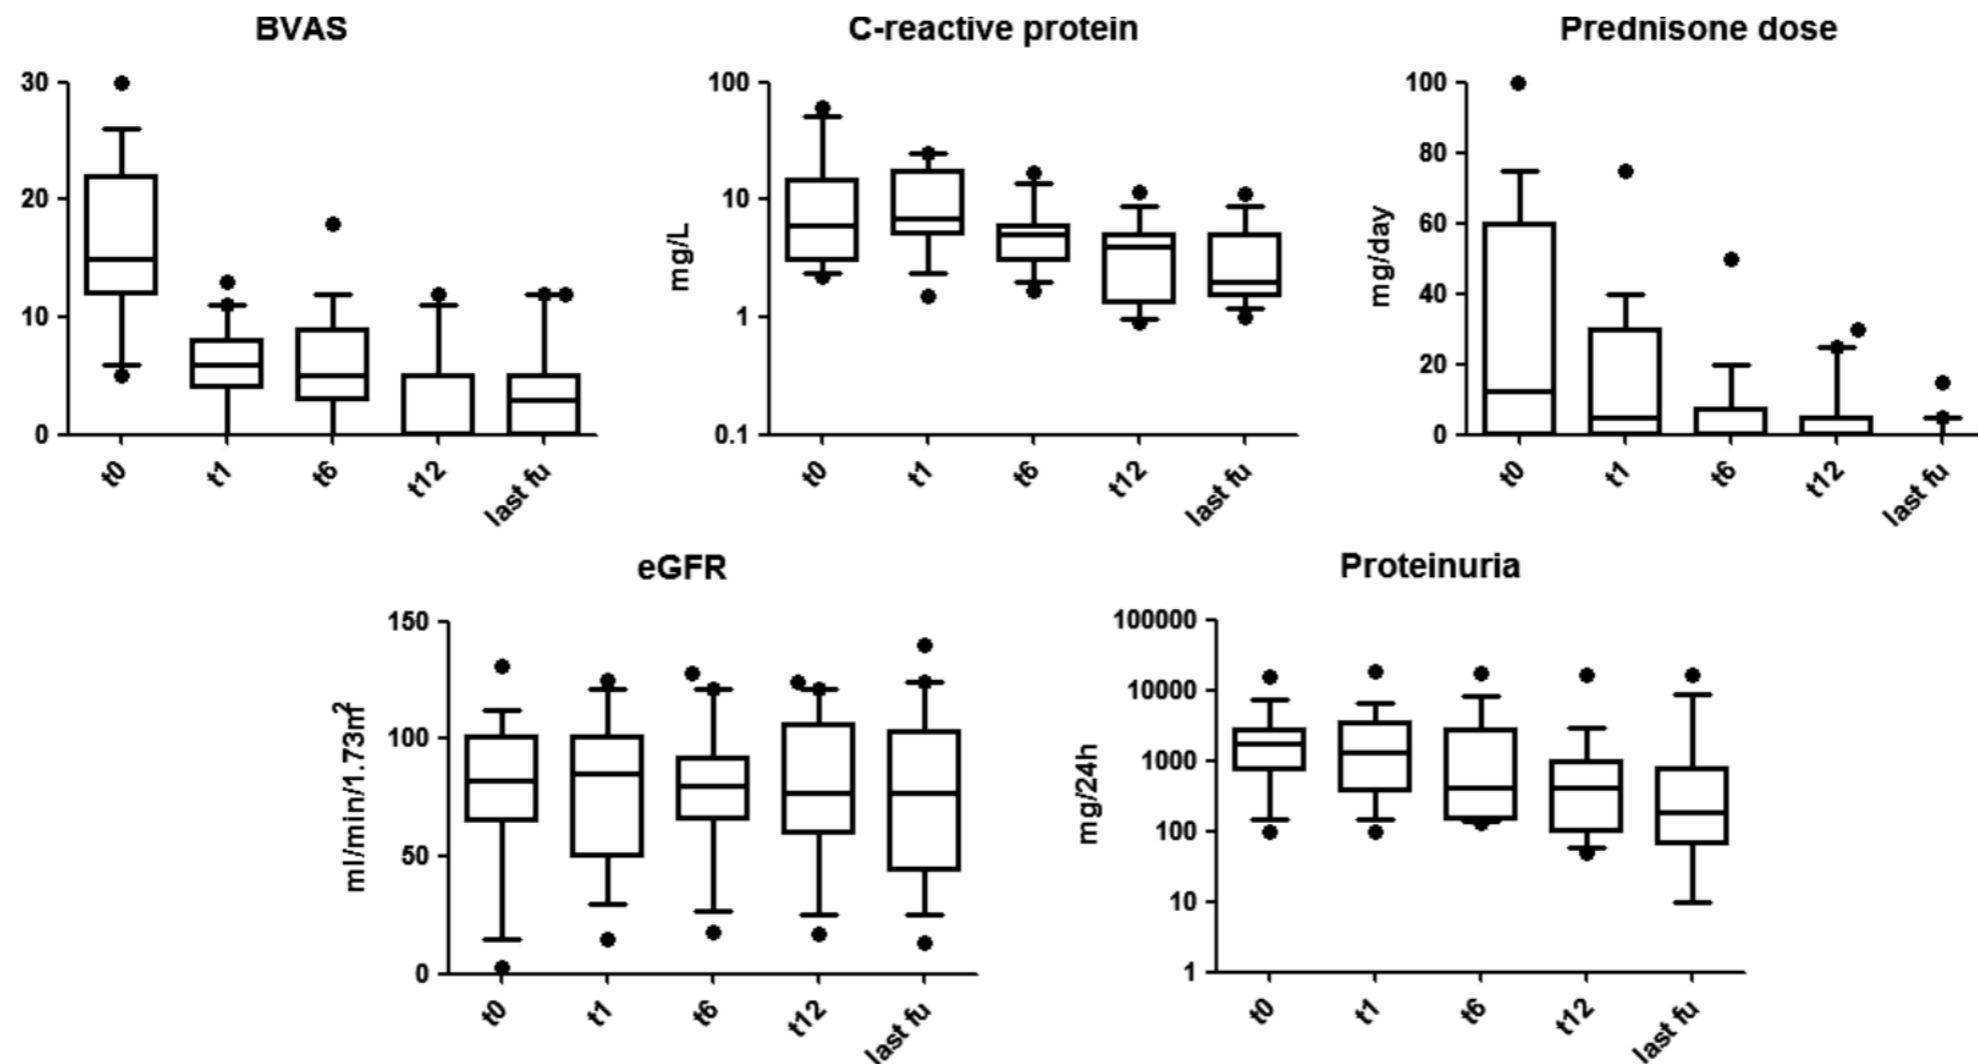 BVAS
30
20
10
0
t0
t1
t6
t12
last fu
C-reactive protein
mg/L
100
10
1
0.1
t0
t1
t6
t12
last fu
Prednisone dose
mg/day
100
80
60
40
20
0
t0
t1
t6
t12
last fu
eGFR
ml/min/1.73m²
150
100
50
0
t0
t1
t6
t12
last fu
Proteinuria
mg/24h
100000
10000
1000
100
10
1
t0
t1
t6
t12
last fu